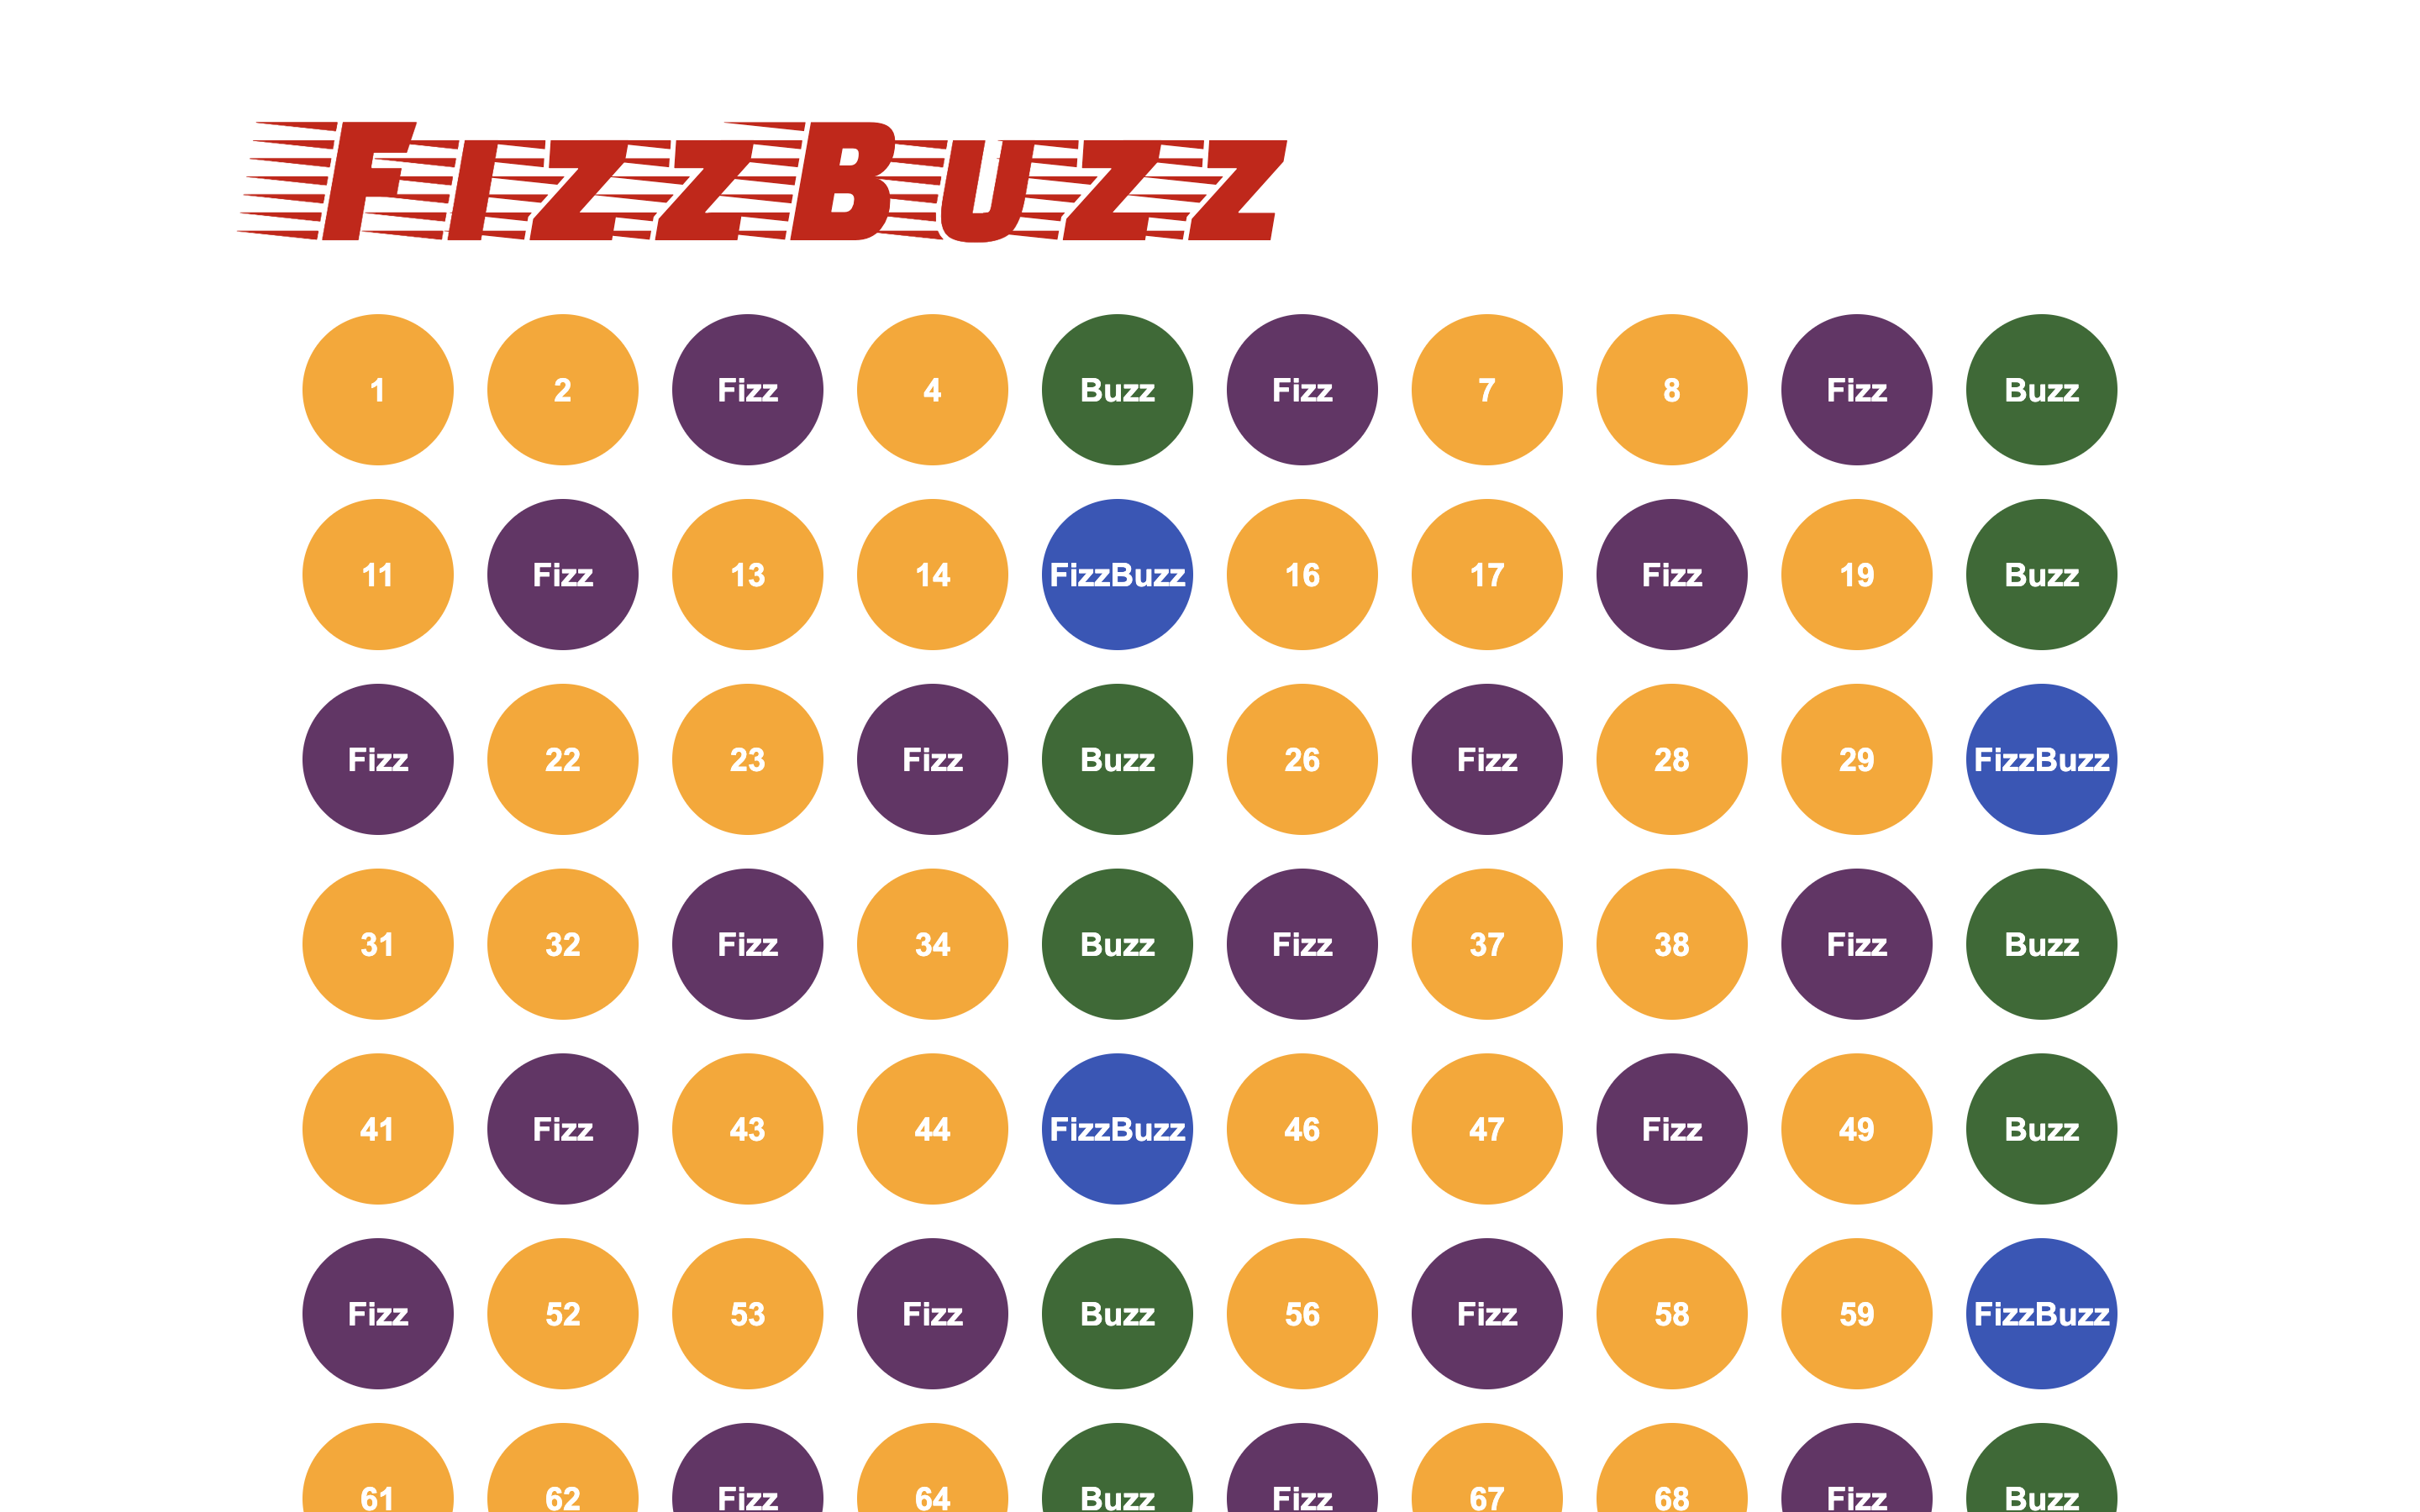 FizzBuzz
1 2 Fizz 4 Buzz Fizz 7 8 Fizz Buzz
11 Fizz 13 14 FizzBuzz 16 17 Fizz 19 Buzz
Fizz 22 23 Fizz Buzz 26 Fizz 28 29 FizzBuzz
31 32 Fizz 34 Buzz Fizz 37 38 Fizz Buzz
41 Fizz 43 44 FizzBuzz 46 47 Fizz 49 Buzz
Fizz 52 53 Fizz Buzz 56 Fizz 58 59 FizzBuzz
61 62 Fizz 64 Buzz Fizz 67 68 Fizz Buzz